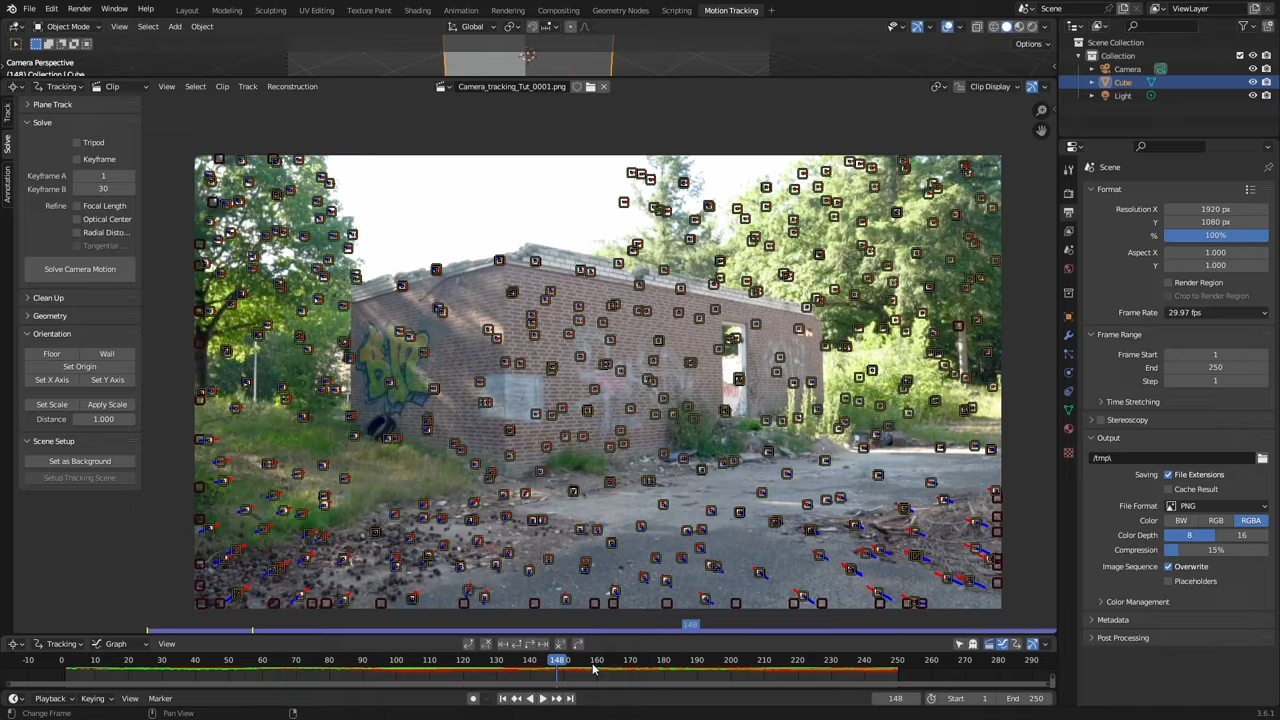 File Edit Render Window Help Layout Modeling Sculpting UV Editing Texture Paint Shading Animation Rendering Compositing Geometry Nodes Scripting Motion Tracking Scene ViewLayer
Object Mode View Select Add Object Global
Options
Camera Perspective
(148) Collection | Cube
Tracking Clip View Select Clip Track Reconstruction Camera_tracking_Tut_0001.png Clip Display
Track
Solve
Annotation
Plane Track
Solve
Tripod
Keyframe
Keyframe A 1
Keyframe B 30
Refine Focal Length
Optical Center
Radial Disto...
Tangential ...
Solve Camera Motion
Clean Up
Geometry
Orientation
Floor Wall
Set Origin
Set X Axis Set Y Axis
Set Scale Apply Scale
Distance 1.000
Scene Setup
Set as Background
Setup Tracking Scene
148
Tracking Graph View
-10 0 10 20 30 40 50 60 70 80 90 100 110 120 130 148 160 170 180 190 200 210 220 230 240 250 260 270 280 290
Playback Keying View Marker 148 Start 1 End 250
Change Frame Pan View 3.6.1
Scene Collection
Collection
Camera
Cube
Light
Scene
Format
Resolution X 1920 px
Y 1080 px
% 100%
Aspect X 1.000
Y 1.000
Render Region
Crop to Render Region
Frame Rate 29.97 fps
Frame Range
Frame Start 1
End 250
Step 1
Time Stretching
Stereoscopy
Output
/tmp\
Saving File Extensions
Cache Result
File Format PNG
Color BW RGB RGBA
Color Depth 8 16
Compression 15%
Image Sequence Overwrite
Placeholders
Color Management
Metadata
Post Processing